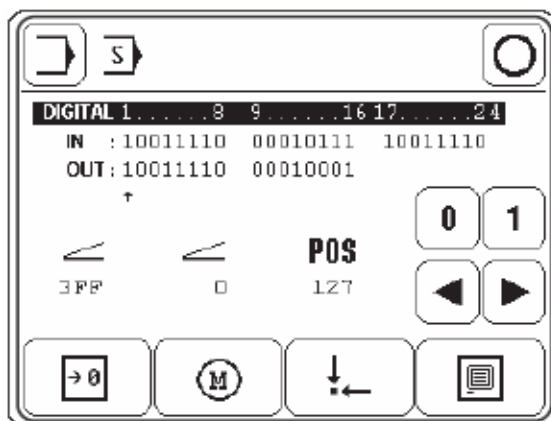 S
DIGITAL 1.......8 9.......16 17.......24
IN :10011110 00010111 10011110
OUT:10011110 00010001
↑
0 1
POS
3FF 0 127
→0 M